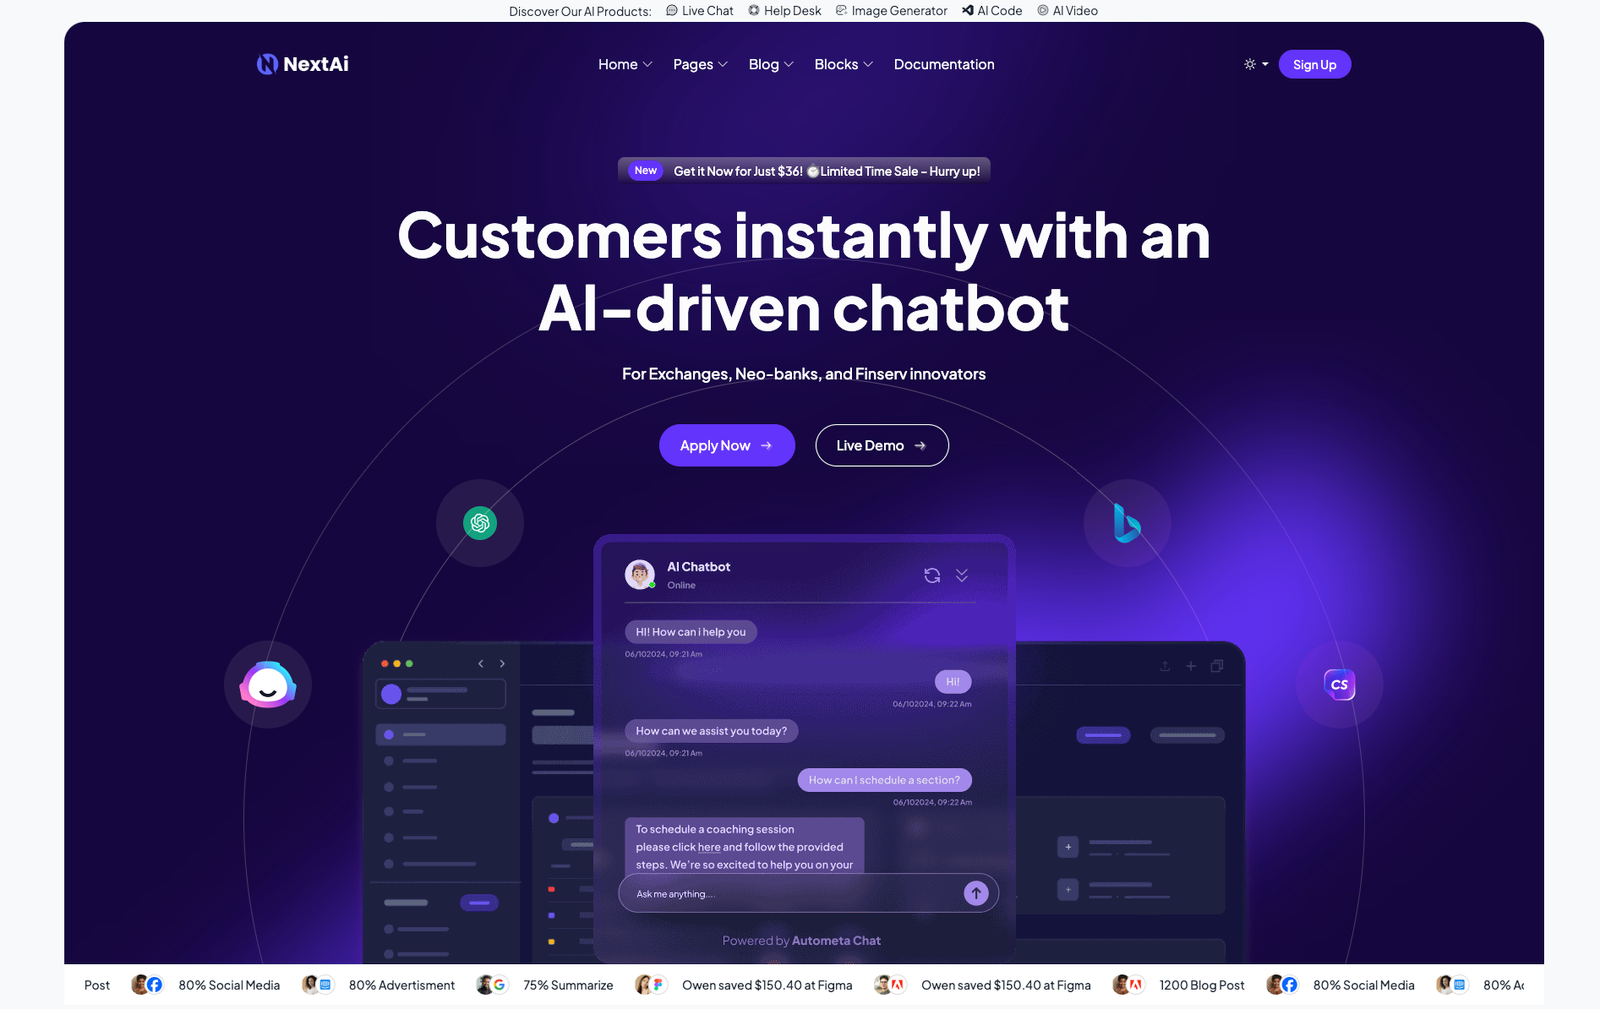 Discover Our AI Products: Live Chat Help Desk Image Generator AI Code AI Video
NextAi Home Pages Blog Blocks Documentation Sign Up
New Get it Now for Just $36! Limited Time Sale - Hurry up!
Customers instantly with an
AI-driven chatbot
For Exchanges, Neo-banks, and Finserv innovators
Apply Now Live Demo
AI Chatbot
Online
HI! How can i help you
06/102024, 09:21 Am
Hi!
06/102024, 09:22 Am
How can we assist you today?
06/102024, 09:21 Am
How can I schedule a section?
06/102024, 09:22 Am
To schedule a coaching session
please click here and follow the provided
steps. We're so excited to help you on your
Ask me anything....
Powered by Autometa Chat
CS
Post 80% Social Media 80% Advertisment 75% Summarize Owen saved $150.40 at Figma Owen saved $150.40 at Figma 1200 Blog Post 80% Social Media 80%